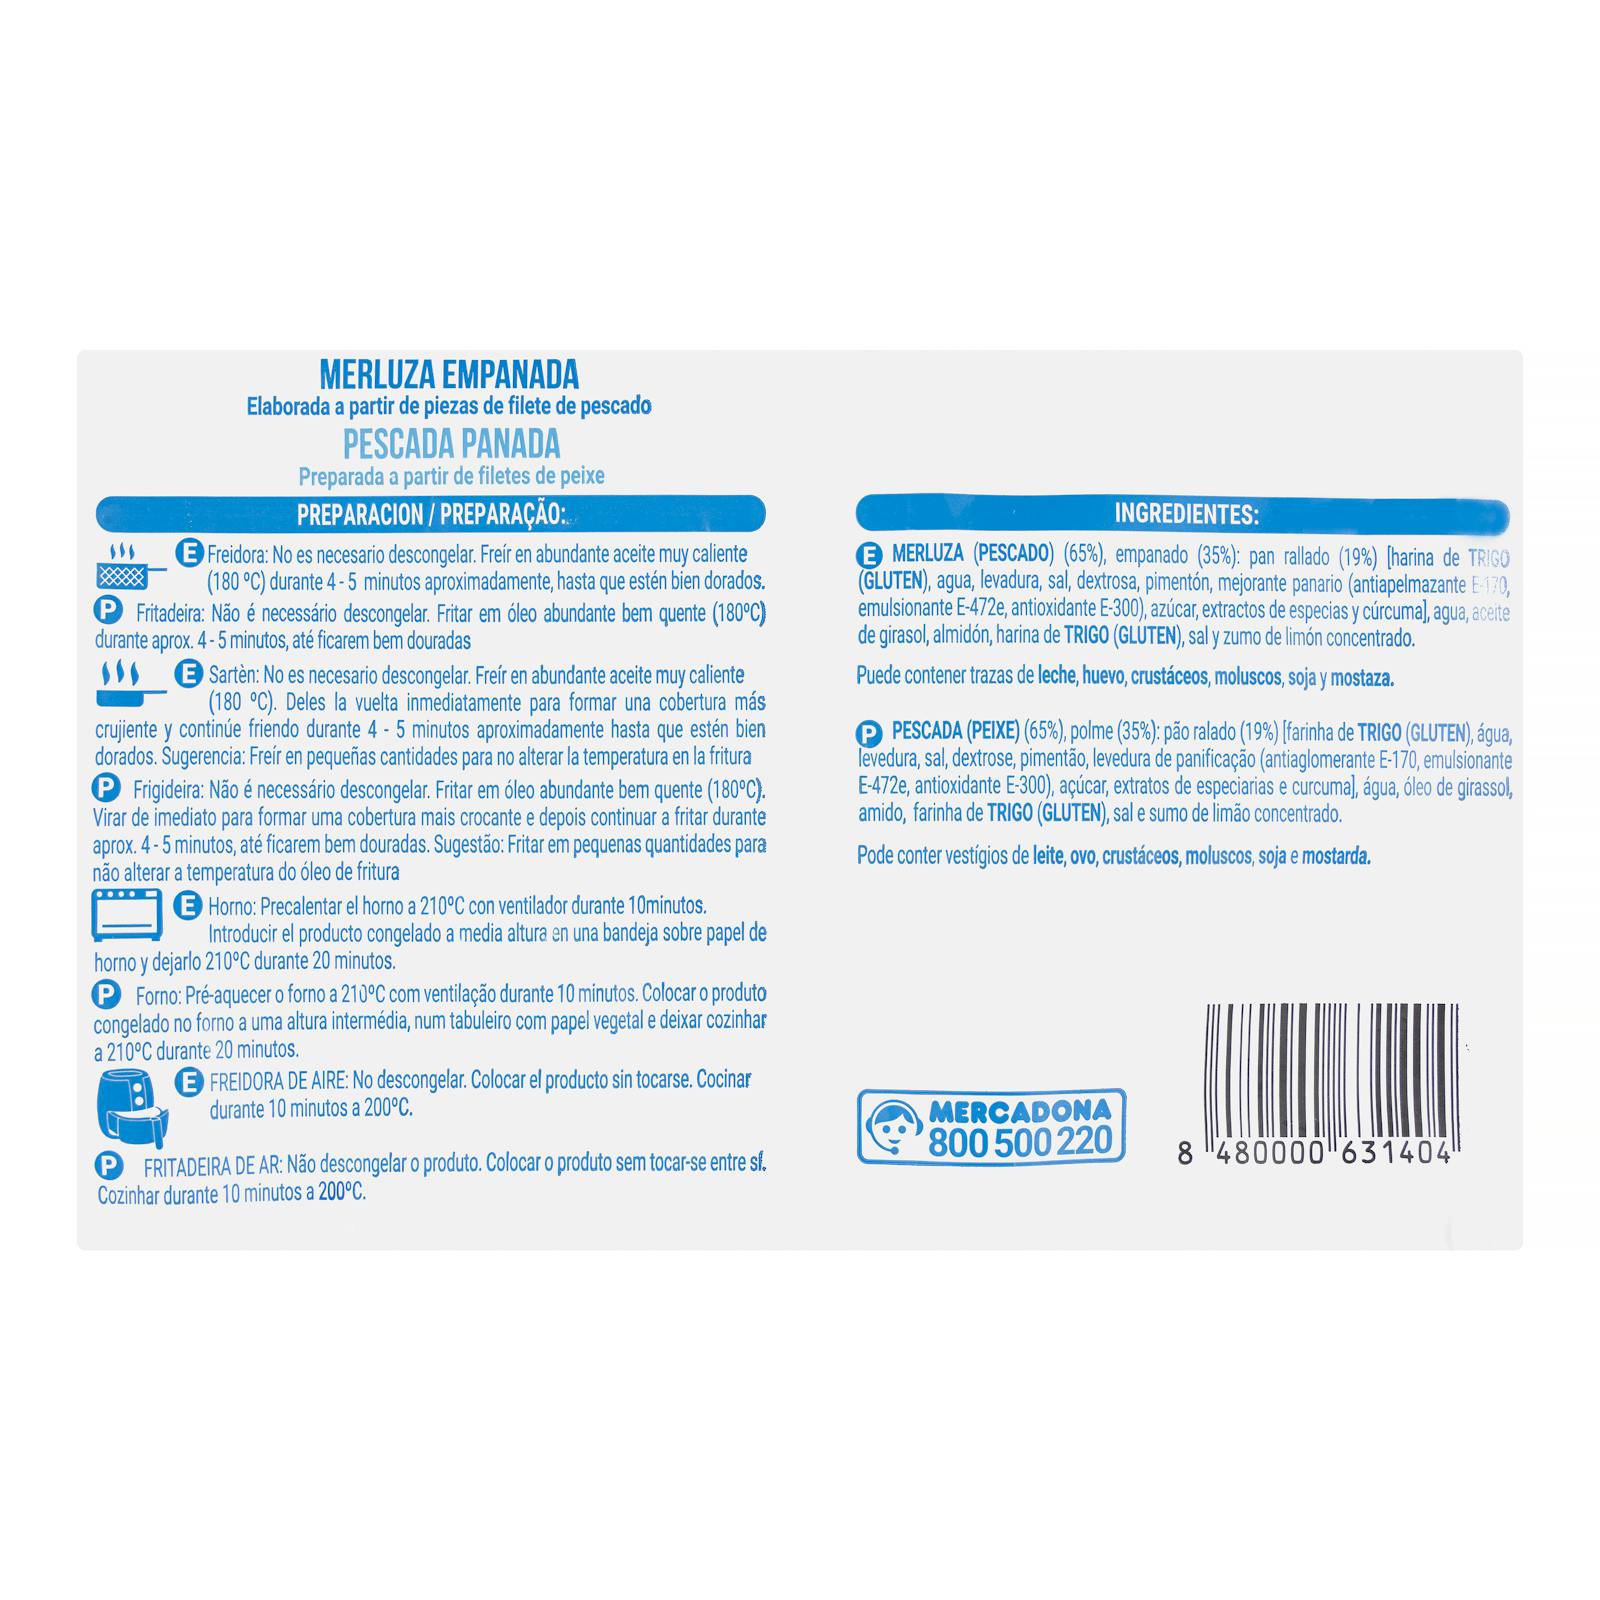 MERLUZA EMPANADA
Elaborada a partir de piezas de filete de pescado
PESCADA PANADA
Preparada a partir de filetes de peixe
PREPARACION / PREPARAÇÃO:
E Freidora: No es necesario descongelar. Freír en abundante aceite muy caliente
(180 ºC) durante 4 - 5 minutos aproximadamente, hasta que estén bien dorados.
P Fritadeira: Não é necessário descongelar. Fritar em óleo abundante bem quente (180ºC)
durante aprox. 4 - 5 minutos, até ficarem bem douradas
E Sartèn: No es necesario descongelar. Freír en abundante aceite muy caliente
(180 ºC). Deles la vuelta inmediatamente para formar una cobertura más
crujiente y continúe friendo durante 4 - 5 minutos aproximadamente hasta que estén bien
dorados. Sugerencia: Freír en pequeñas cantidades para no alterar la temperatura en la fritura
P Frigideira: Não é necessário descongelar. Fritar em óleo abundante bem quente (180ºC).
Virar de imediato para formar uma cobertura mais crocante e depois continuar a fritar durante
aprox. 4 - 5 minutos, até ficarem bem douradas. Sugestão: Fritar em pequenas quantidades para
não alterar a temperatura do óleo de fritura
E Horno: Precalentar el horno a 210ºC con ventilador durante 10minutos.
Introducir el producto congelado a media altura en una bandeja sobre papel de
horno y dejarlo 210ºC durante 20 minutos.
P Forno: Pré-aquecer o forno a 210ºC com ventilação durante 10 minutos. Colocar o produto
congelado no forno a uma altura intermédia, num tabuleiro com papel vegetal e deixar cozinhar
a 210ºC durante 20 minutos.
E FREIDORA DE AIRE: No descongelar. Colocar el producto sin tocarse. Cocinar
durante 10 minutos a 200ºC.
P FRITADEIRA DE AR: Não descongelar o produto. Colocar o produto sem tocar-se entre sí.
Cozinhar durante 10 minutos a 200ºC.
INGREDIENTES:
E MERLUZA (PESCADO) (65%), empanado (35%): pan rallado (19%) [harina de TRIGO
(GLUTEN), agua, levadura, sal, dextrosa, pimentón, mejorante panario (antiapelmazante E-170,
emulsionante E-472e, antioxidante E-300), azúcar, extractos de especias y cúrcuma], agua, aceite
de girasol, almidón, harina de TRIGO (GLUTEN), sal y zumo de limón concentrado.
Puede contener trazas de leche, huevo, crustáceos, moluscos, soja y mostaza.
P PESCADA (PEIXE) (65%), polme (35%): pão ralado (19%) [farinha de TRIGO (GLUTEN), água,
levedura, sal, dextrose, pimentão, levedura de panificação (antiaglomerante E-170, emulsionante
E-472e, antioxidante E-300), açúcar, extratos de especiarias e curcuma], água, óleo de girassol,
amido, farinha de TRIGO (GLUTEN), sal e sumo de limão concentrado.
Pode conter vestígios de leite, ovo, crustáceos, moluscos, soja e mostarda.
MERCADONA
800 500 220
8 480000 631404